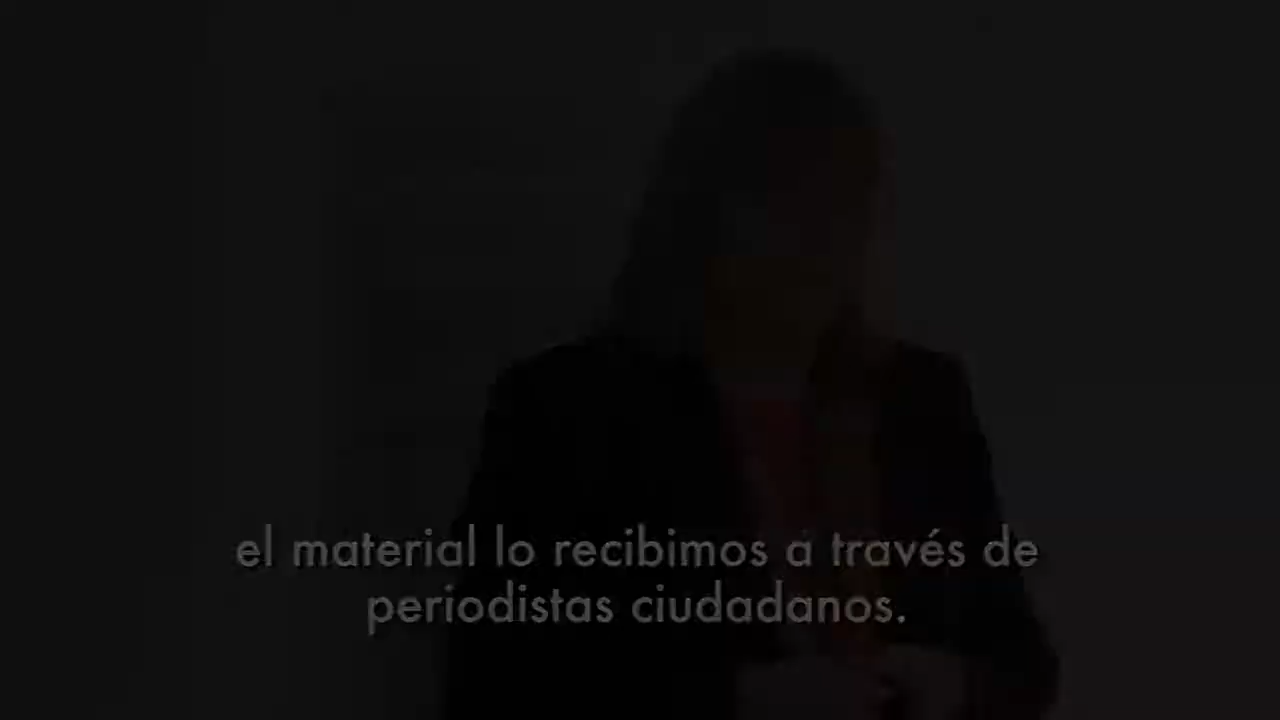 el material lo recibimos a través de
periodistas ciudadanos.